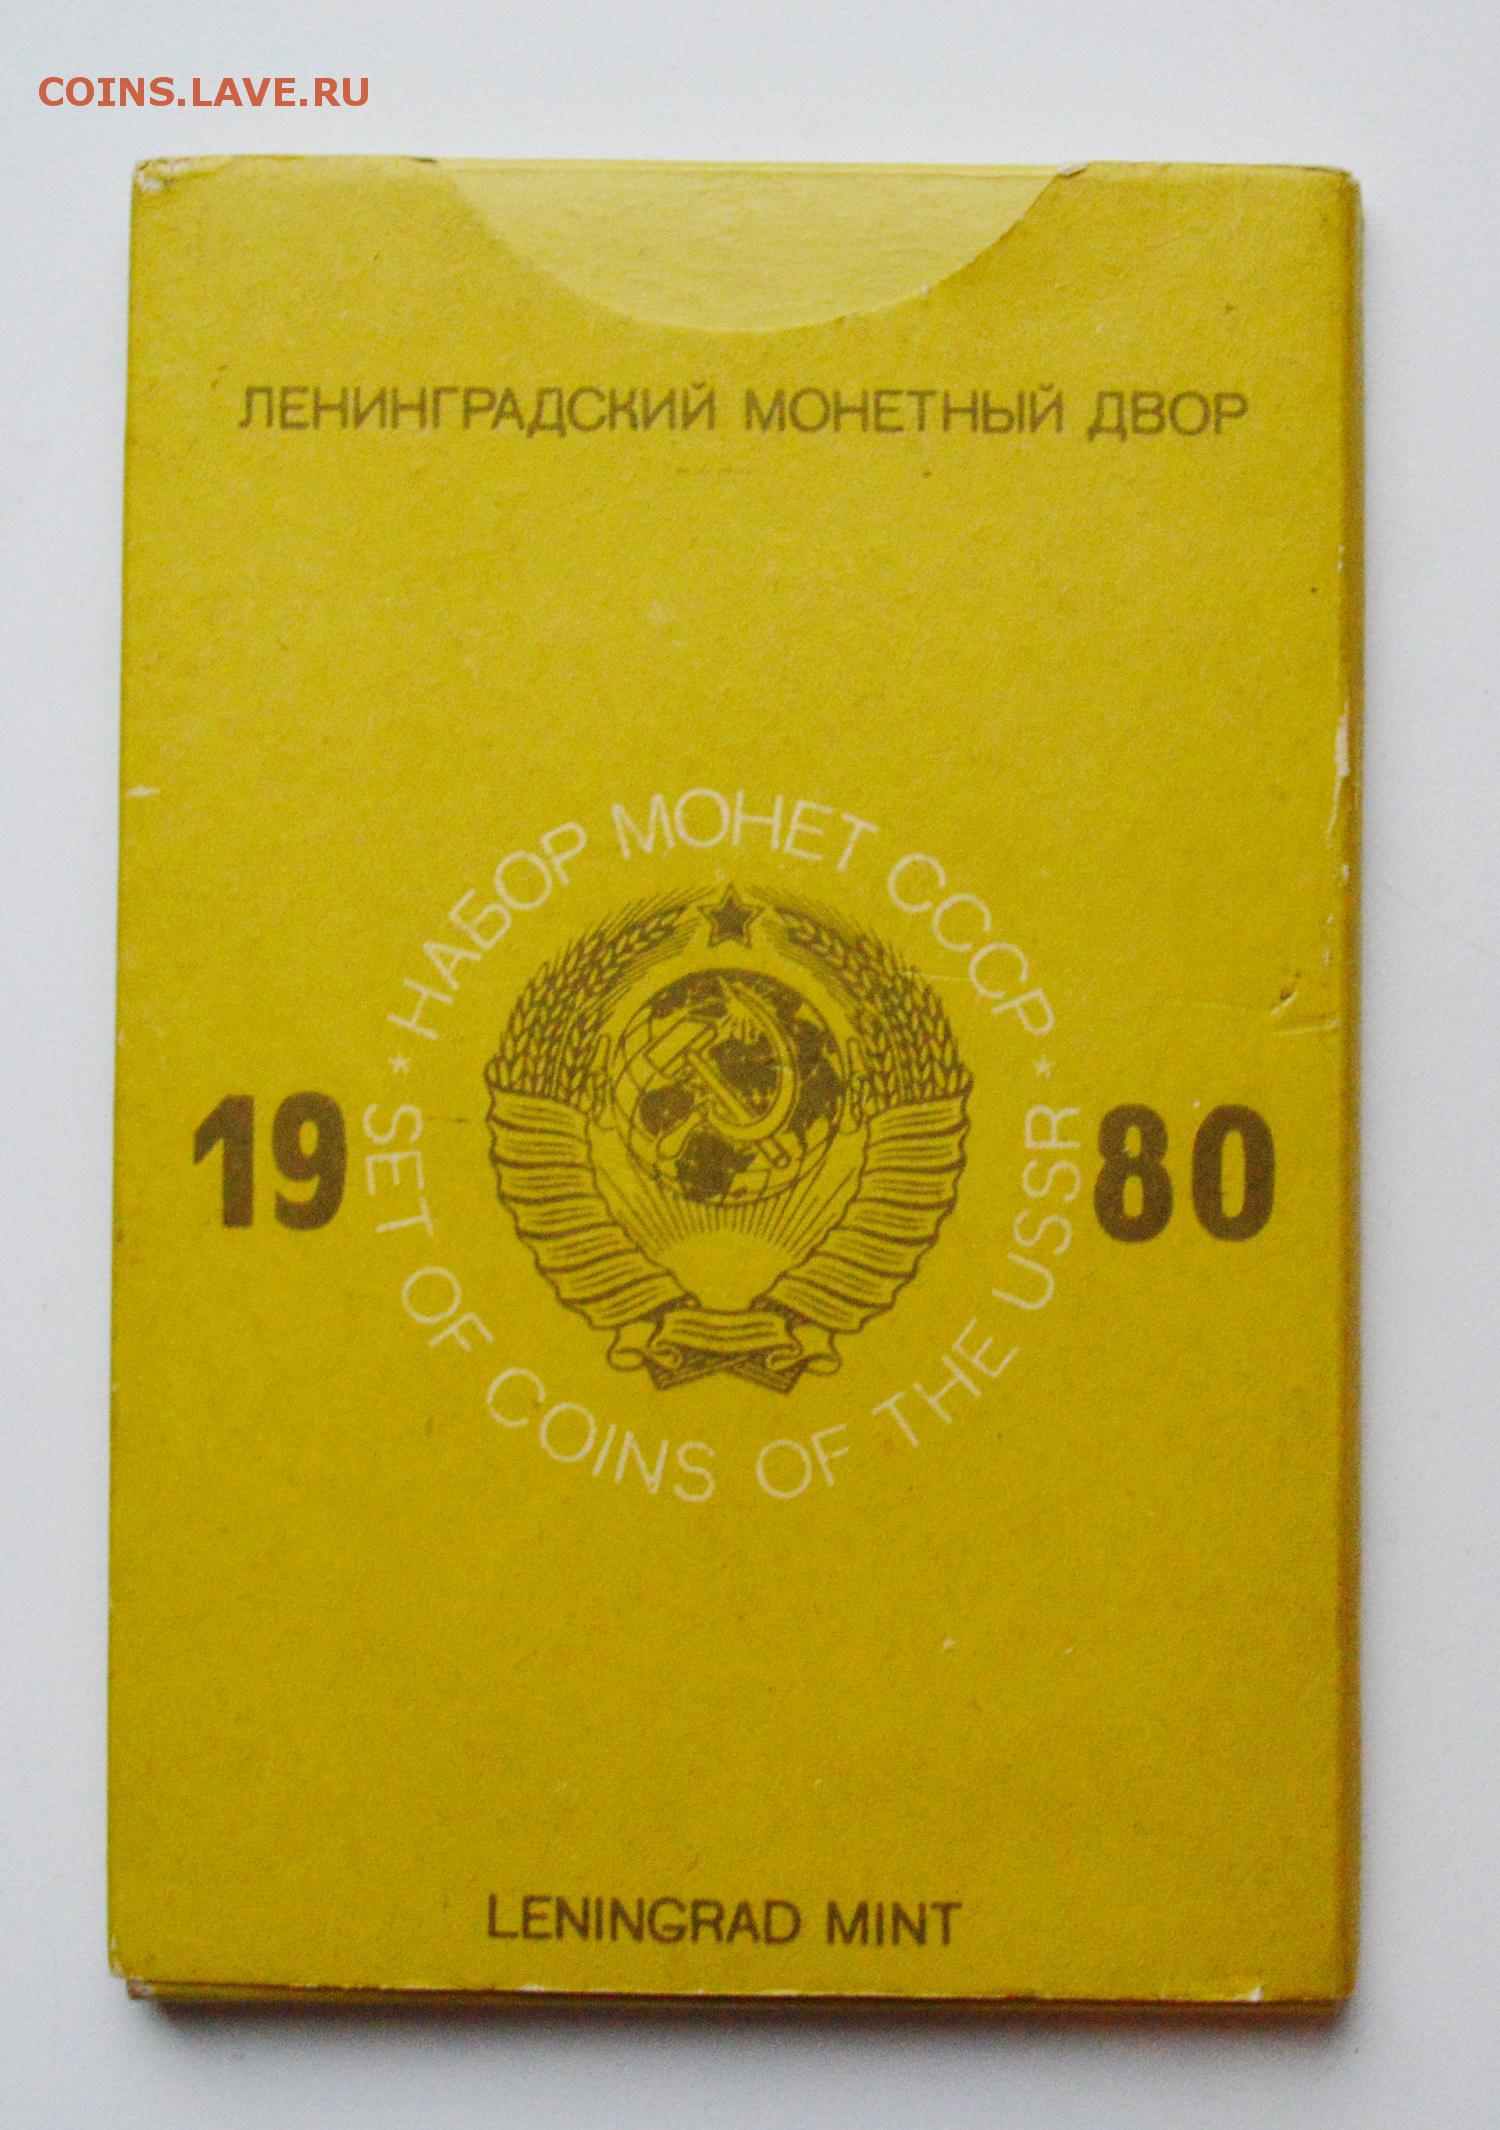 COINS.LAVE.RU
ЛЕНИНГРАДСКИЙ МОНЕТНЫЙ ДВОР
* НАБОР МОНЕТ СССР *
19 80
SET OF COINS OF THE USSR
LENINGRAD MINT